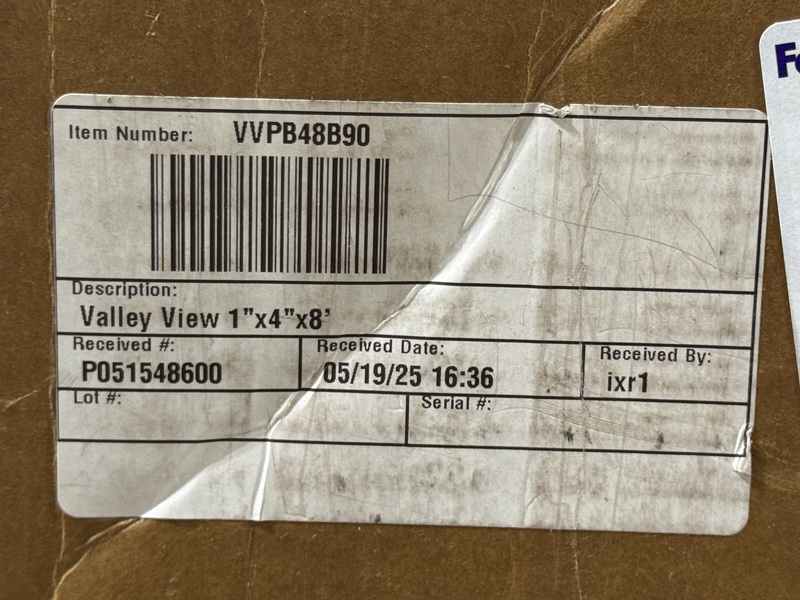 Item Number: VVPB48B90
Description:
Valley View 1"x4"x8'
Received #: Received Date: Received By:
P051548600 05/19/25 16:36 ixr1
Lot #: Serial #: